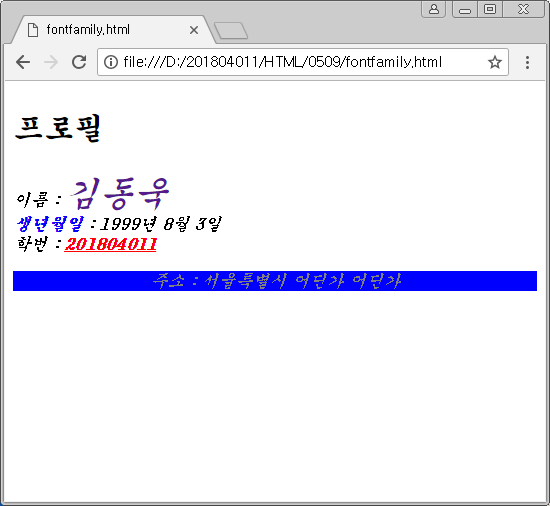 fontfamily.html
file:///D:/201804011/HTML/0509/fontfamily.html
프로필
이름 : 김동욱
생년월일 : 1999년 8월 3일
학번 : 201804011
주소 : 서울특별시 어딘가 어딘가